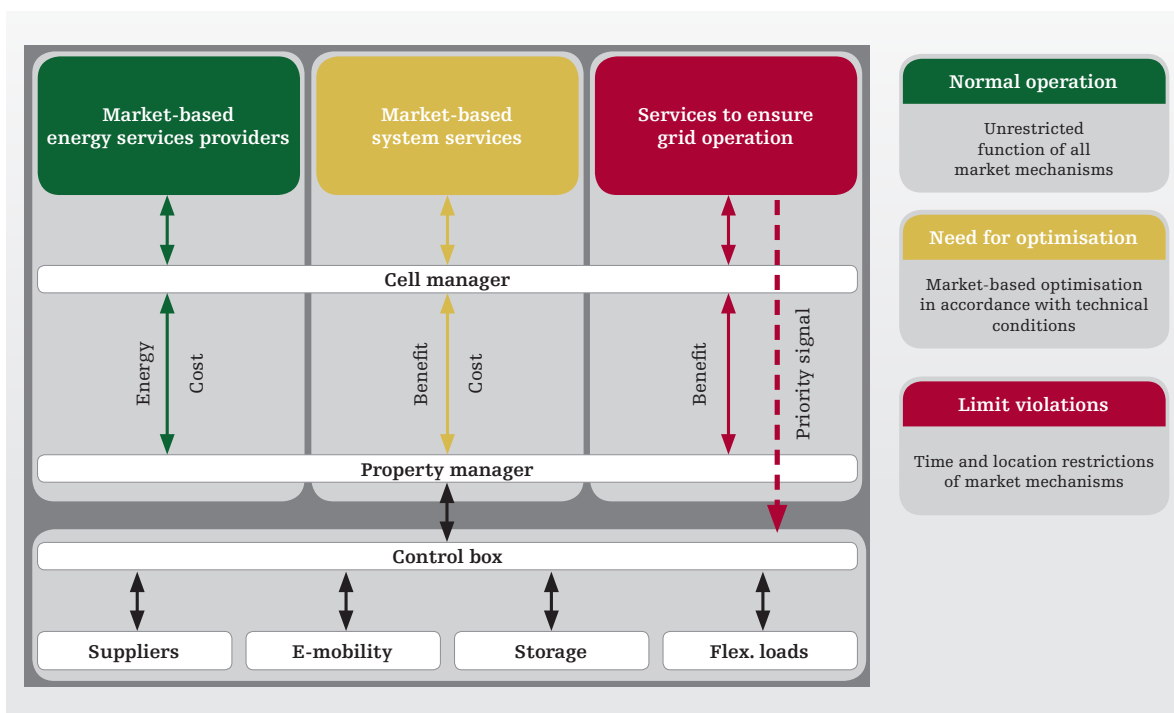 Market-based
energy services providers
Market-based
system services
Services to ensure
grid operation
Cell manager
Energy
Cost
Benefit
Cost
Benefit
Priority signal
Property manager
Control box
Suppliers
E-mobility
Storage
Flex. loads
Normal operation
Unrestricted
function of all
market mechanisms
Need for optimisation
Market-based optimisation
in accordance with technical
conditions
Limit violations
Time and location restrictions
of market mechanisms